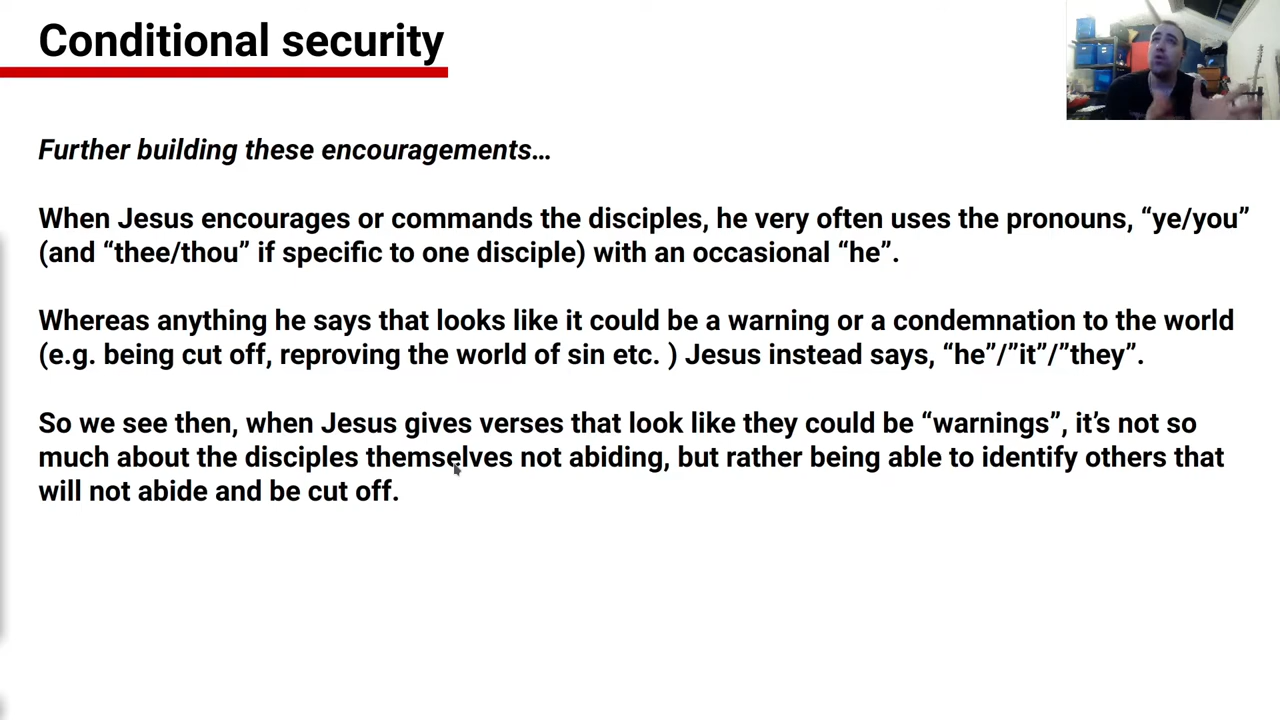 Conditional security
Further building these encouragements…
When Jesus encourages or commands the disciples, he very often uses the pronouns, “ye/you”
(and “thee/thou” if specific to one disciple) with an occasional “he”.
Whereas anything he says that looks like it could be a warning or a condemnation to the world
(e.g. being cut off, reproving the world of sin etc. ) Jesus instead says, “he”/”it”/”they”.
So we see then, when Jesus gives verses that look like they could be “warnings”, it’s not so
much about the disciples themselves not abiding, but rather being able to identify others that
will not abide and be cut off.